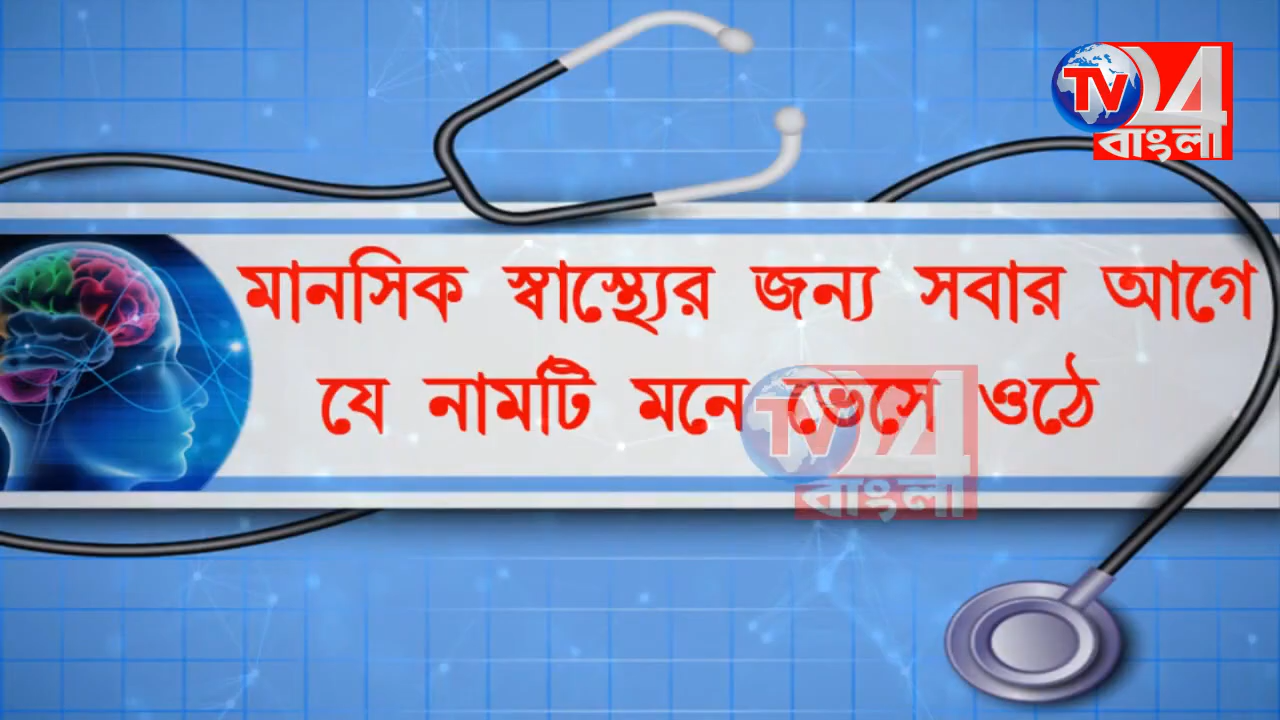 TV 24
বাংলা
মানসিক স্বাস্থ্যের জন্য সবার আগে
যে নামটি মনে ভেসে ওঠে
TV 24
বাংলা